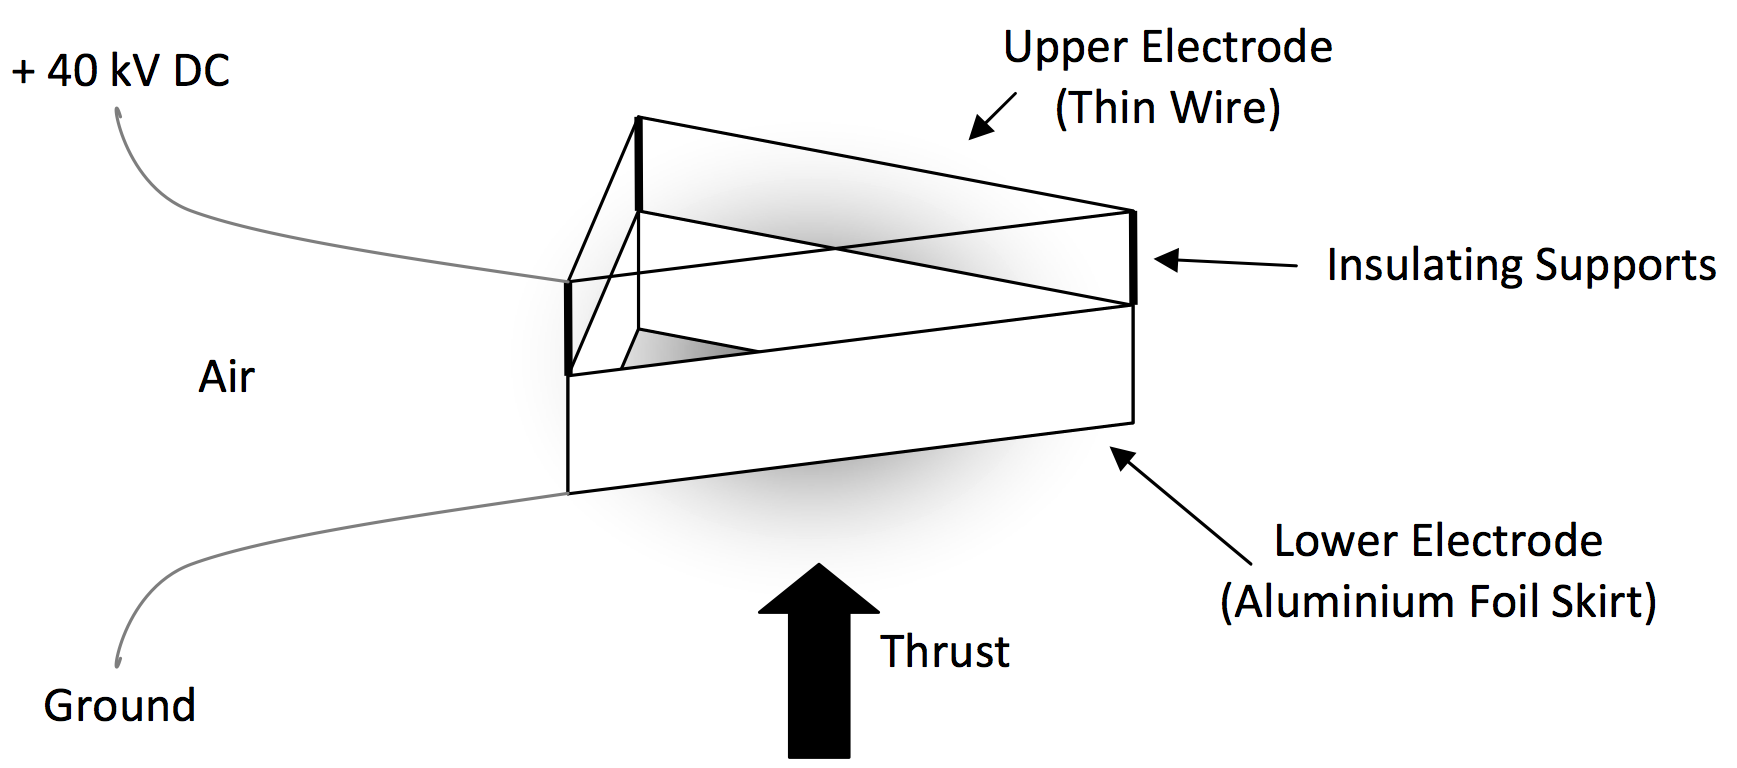 + 40 kV DC
Upper Electrode
(Thin Wire)
Insulating Supports
Air
Lower Electrode
(Aluminium Foil Skirt)
Thrust
Ground